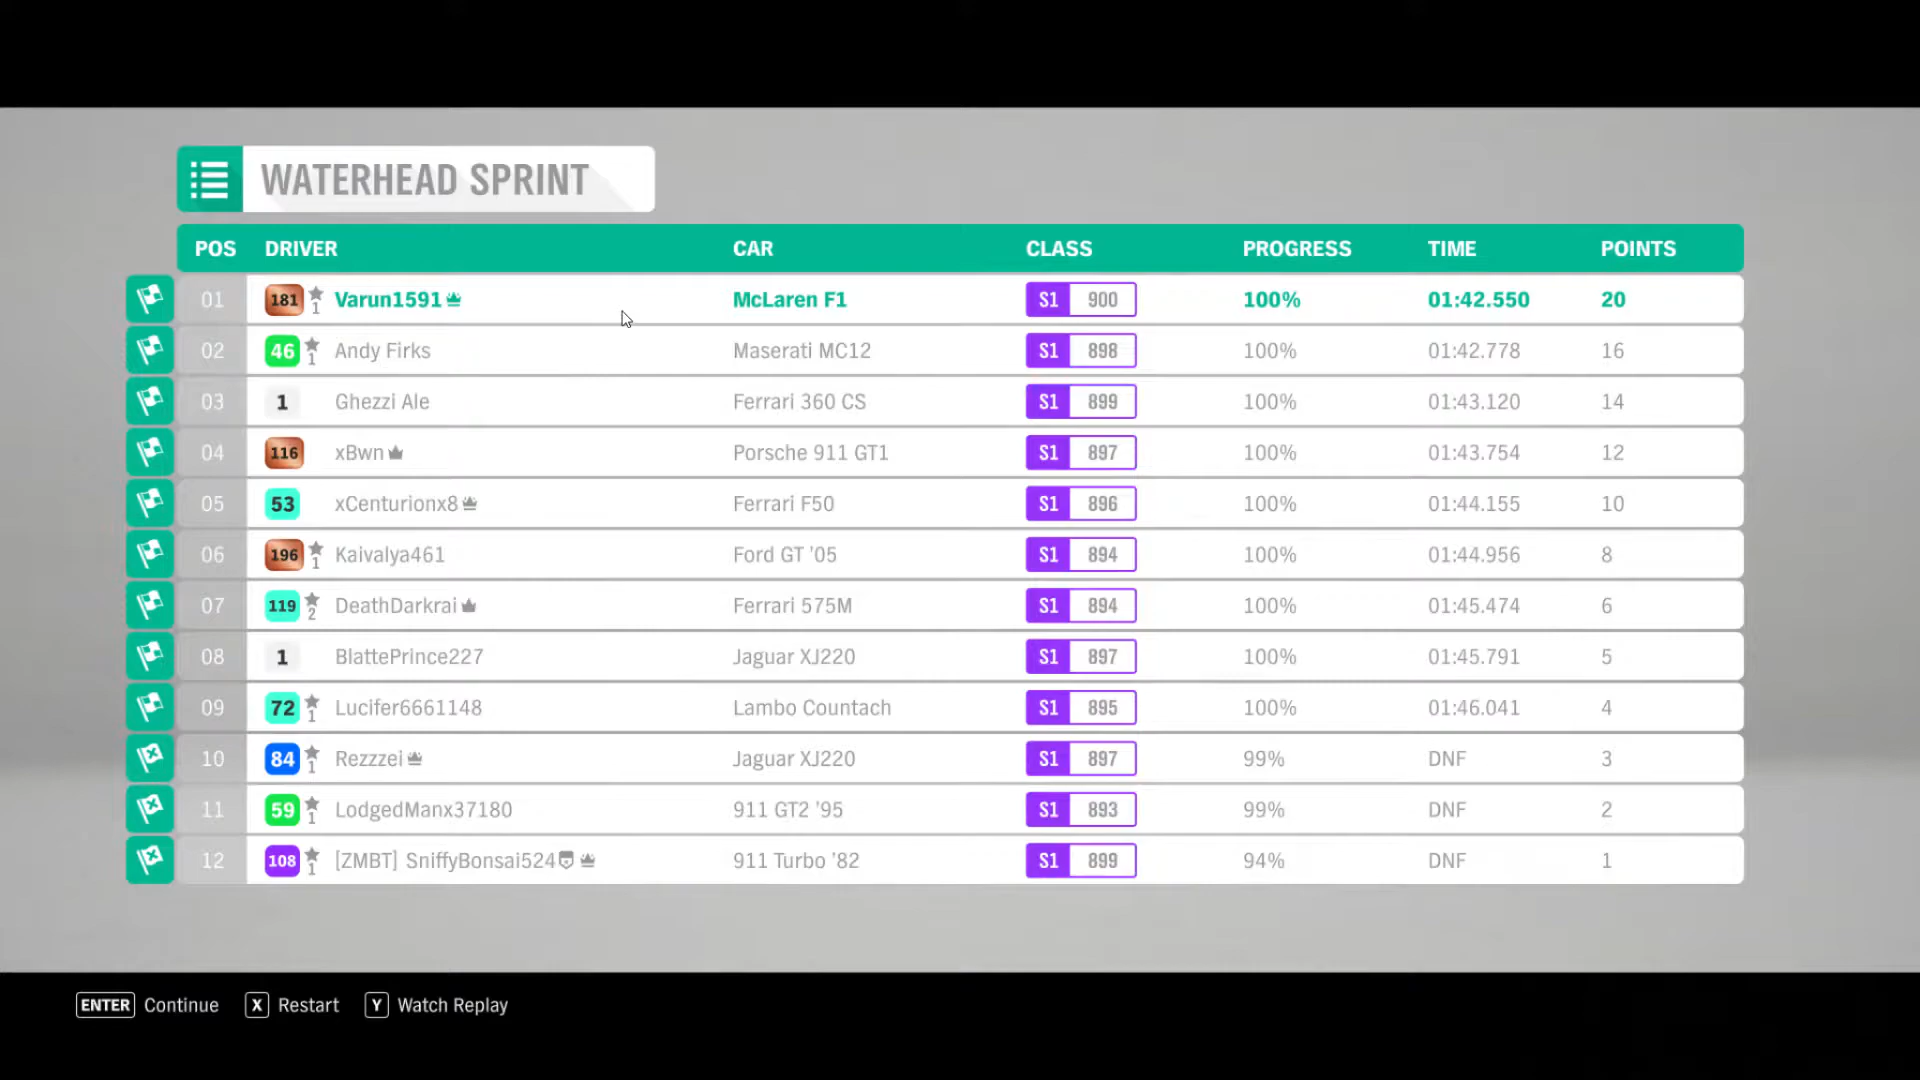 WATERHEAD SPRINT
POS DRIVER CAR CLASS PROGRESS TIME POINTS
01 181 1 Varun1591 McLaren F1 S1 900 100% 01:42.550 20
02 46 1 Andy Firks Maserati MC12 S1 898 100% 01:42.778 16
03 1 Ghezzi Ale Ferrari 360 CS S1 899 100% 01:43.120 14
04 116 xBwn Porsche 911 GT1 S1 897 100% 01:43.754 12
05 53 xCenturionx8 Ferrari F50 S1 896 100% 01:44.155 10
06 196 1 Kaivalya461 Ford GT '05 S1 894 100% 01:44.956 8
07 119 2 DeathDarkrai Ferrari 575M S1 894 100% 01:45.474 6
08 1 BlattePrince227 Jaguar XJ220 S1 897 100% 01:45.791 5
09 72 1 Lucifer6661148 Lambo Countach S1 895 100% 01:46.041 4
10 84 1 Rezzzei Jaguar XJ220 S1 897 99% DNF 3
11 59 1 LodgedManx37180 911 GT2 '95 S1 893 99% DNF 2
12 108 1 [ZMBT] SniffyBonsai524 911 Turbo '82 S1 899 94% DNF 1
ENTER Continue X Restart Y Watch Replay